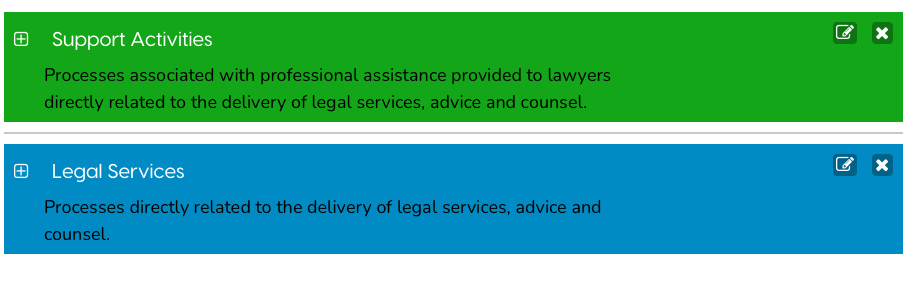 Support Activities
Processes associated with professional assistance provided to lawyers
directly related to the delivery of legal services, advice and counsel.
Legal Services
Processes directly related to the delivery of legal services, advice and
counsel.